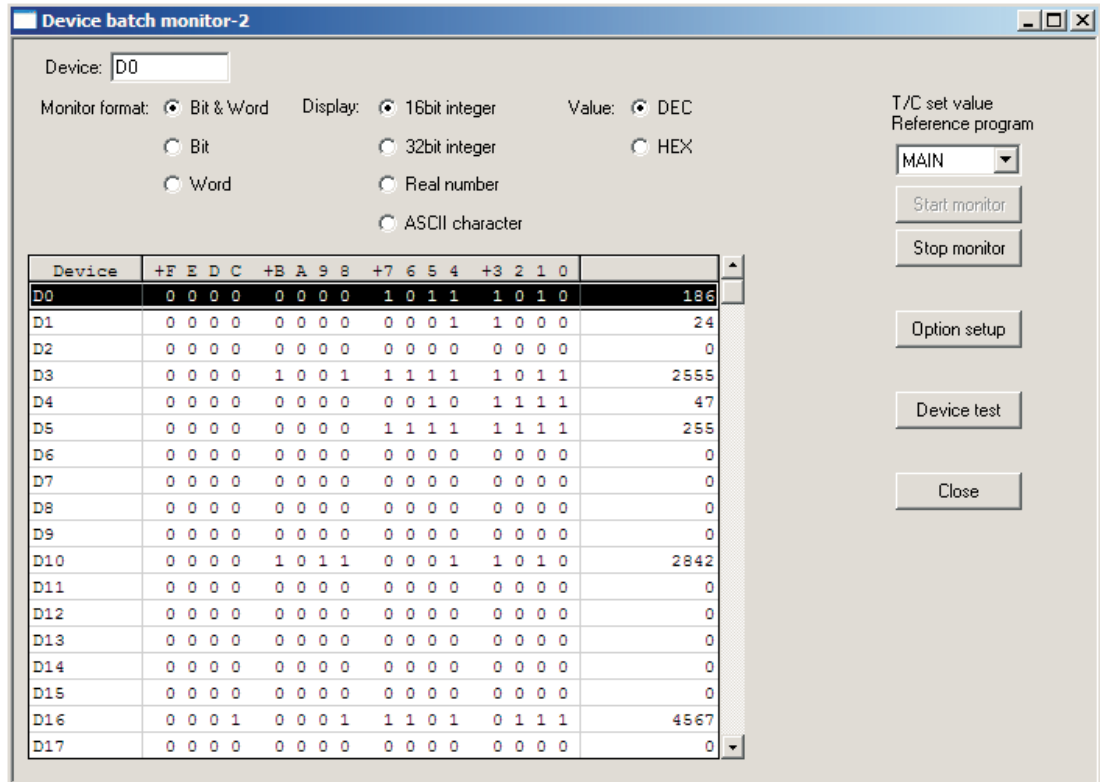 Device batch monitor-2
Device: D0
Monitor format: Bit & Word Display: 16bit integer Value: DEC
Bit 32bit integer HEX
Word Real number
ASCII character
T/C set value
Reference program
MAIN
Start monitor
Stop monitor
Option setup
Device test
Close
Device +F E D C +B A 9 8 +7 6 5 4 +3 2 1 0
D0 0 0 0 0 0 0 0 0 1 0 1 1 1 0 1 0 186
D1 0 0 0 0 0 0 0 0 0 0 0 1 1 0 0 0 24
D2 0 0 0 0 0 0 0 0 0 0 0 0 0 0 0 0 0
D3 0 0 0 0 1 0 0 1 1 1 1 1 1 0 1 1 2555
D4 0 0 0 0 0 0 0 0 0 0 1 0 1 1 1 1 47
D5 0 0 0 0 0 0 0 0 1 1 1 1 1 1 1 1 255
D6 0 0 0 0 0 0 0 0 0 0 0 0 0 0 0 0 0
D7 0 0 0 0 0 0 0 0 0 0 0 0 0 0 0 0 0
D8 0 0 0 0 0 0 0 0 0 0 0 0 0 0 0 0 0
D9 0 0 0 0 0 0 0 0 0 0 0 0 0 0 0 0 0
D10 0 0 0 0 1 0 1 1 0 0 0 1 1 0 1 0 2842
D11 0 0 0 0 0 0 0 0 0 0 0 0 0 0 0 0 0
D12 0 0 0 0 0 0 0 0 0 0 0 0 0 0 0 0 0
D13 0 0 0 0 0 0 0 0 0 0 0 0 0 0 0 0 0
D14 0 0 0 0 0 0 0 0 0 0 0 0 0 0 0 0 0
D15 0 0 0 0 0 0 0 0 0 0 0 0 0 0 0 0 0
D16 0 0 0 1 0 0 0 1 1 1 0 1 0 1 1 1 4567
D17 0 0 0 0 0 0 0 0 0 0 0 0 0 0 0 0 0